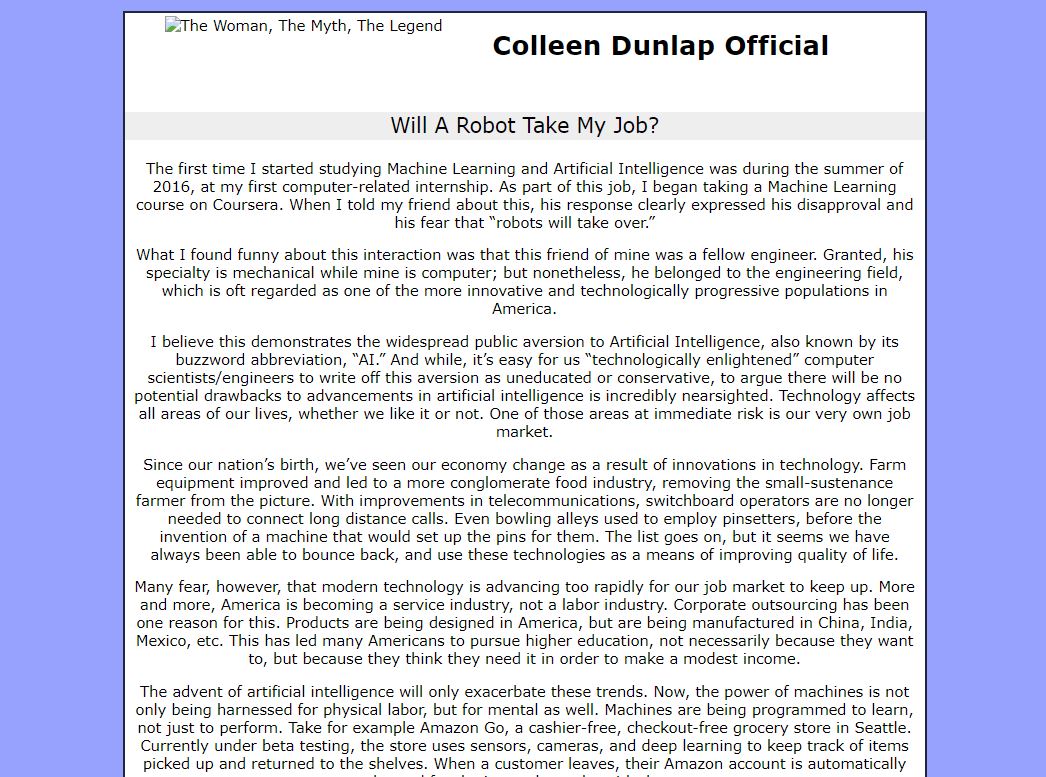 The Woman, The Myth, The Legend
Colleen Dunlap Official
Will A Robot Take My Job?
The first time I started studying Machine Learning and Artificial Intelligence was during the summer of
2016, at my first computer-related internship. As part of this job, I began taking a Machine Learning
course on Coursera. When I told my friend about this, his response clearly expressed his disapproval and
his fear that “robots will take over.”
What I found funny about this interaction was that this friend of mine was a fellow engineer. Granted, his
specialty is mechanical while mine is computer; but nonetheless, he belonged to the engineering field,
which is oft regarded as one of the more innovative and technologically progressive populations in
America.
I believe this demonstrates the widespread public aversion to Artificial Intelligence, also known by its
buzzword abbreviation, “AI.” And while, it’s easy for us “technologically enlightened” computer
scientists/engineers to write off this aversion as uneducated or conservative, to argue there will be no
potential drawbacks to advancements in artificial intelligence is incredibly nearsighted. Technology affects
all areas of our lives, whether we like it or not. One of those areas at immediate risk is our very own job
market.
Since our nation’s birth, we’ve seen our economy change as a result of innovations in technology. Farm
equipment improved and led to a more conglomerate food industry, removing the small-sustenance
farmer from the picture. With improvements in telecommunications, switchboard operators are no longer
needed to connect long distance calls. Even bowling alleys used to employ pinsetters, before the
invention of a machine that would set up the pins for them. The list goes on, but it seems we have
always been able to bounce back, and use these technologies as a means of improving quality of life.
Many fear, however, that modern technology is advancing too rapidly for our job market to keep up. More
and more, America is becoming a service industry, not a labor industry. Corporate outsourcing has been
one reason for this. Products are being designed in America, but are being manufactured in China, India,
Mexico, etc. This has led many Americans to pursue higher education, not necessarily because they want
to, but because they think they need it in order to make a modest income.
The advent of artificial intelligence will only exacerbate these trends. Now, the power of machines is not
only being harnessed for physical labor, but for mental as well. Machines are being programmed to learn,
not just to perform. Take for example Amazon Go, a cashier-free, checkout-free grocery store in Seattle.
Currently under beta testing, the store uses sensors, cameras, and deep learning to keep track of items
picked up and returned to the shelves. When a customer leaves, their Amazon account is automatically